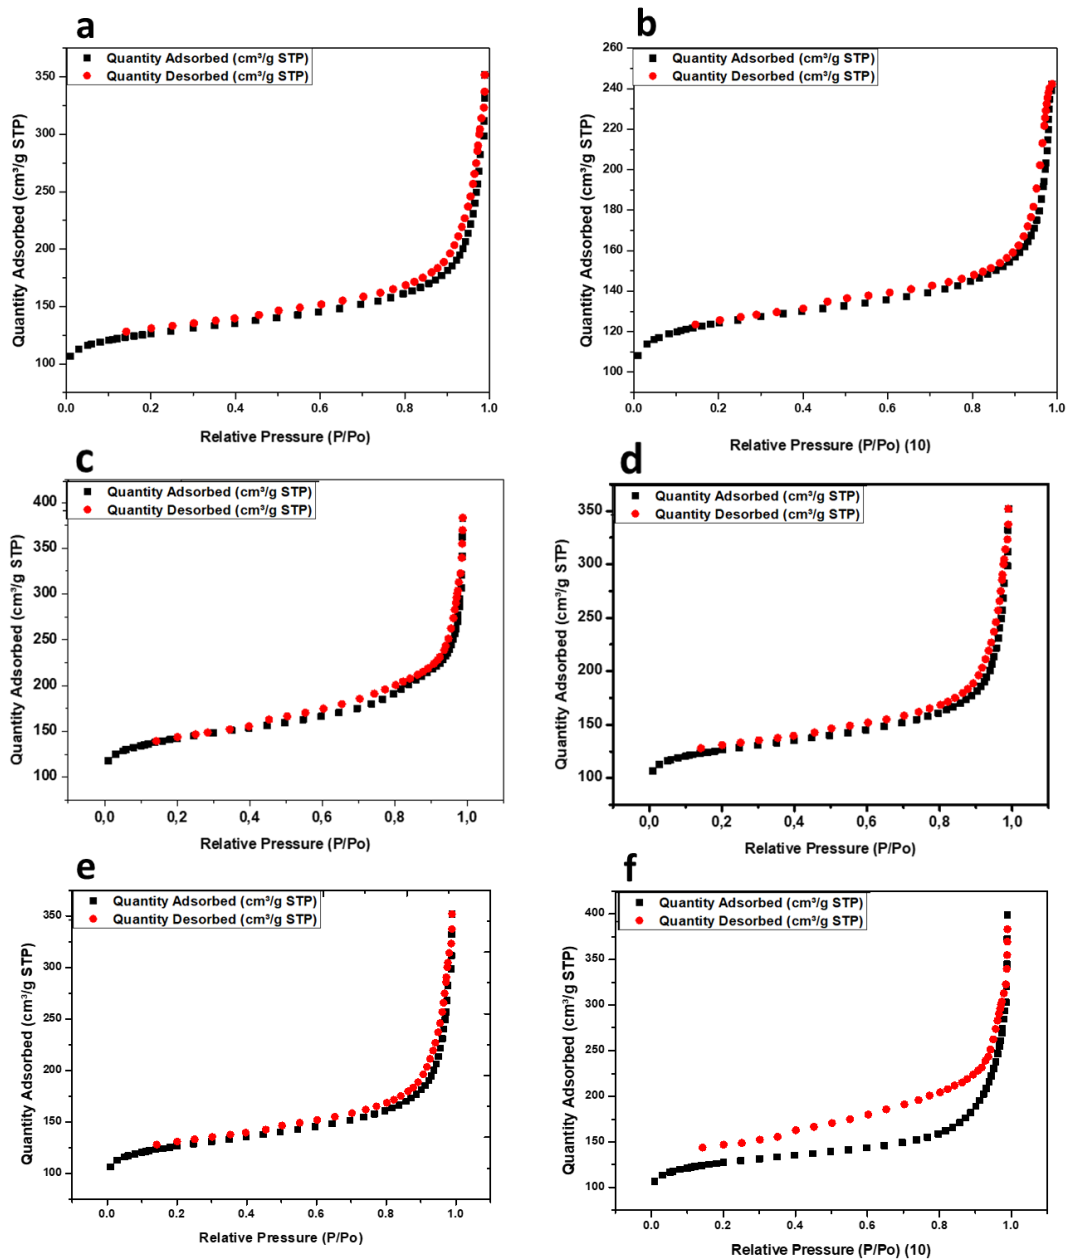 a
Quantity Adsorbed (cm³/g STP)
Quantity Desorbed (cm³/g STP)
Quantity Adsorbed (cm³/g STP)
350
300
250
200
150
100
0.0 0.2 0.4 0.6 0.8 1.0
Relative Pressure (P/Po)
b
Quantity Adsorbed (cm³/g STP)
Quantity Desorbed (cm³/g STP)
Quantity Adsorbed (cm³/g STP)
260
240
220
200
180
160
140
120
100
0.0 0.2 0.4 0.6 0.8 1.0
Relative Pressure (P/Po) (10)
c
Quantity Adsorbed (cm³/g STP)
Quantity Desorbed (cm³/g STP)
Quantity Adsorbed (cm³/g STP)
400
350
300
250
200
150
100
0,0 0,2 0,4 0,6 0,8 1,0
Relative Pressure (P/Po)
d
Quantity Adsorbed (cm³/g STP)
Quantity Desorbed (cm³/g STP)
Quantity Adsorbed (cm³/g STP)
350
300
250
200
150
100
0,0 0,2 0,4 0,6 0,8 1,0
Relative Pressure (P/Po)
e
Quantity Adsorbed (cm³/g STP)
Quantity Desorbed (cm³/g STP)
Quantity Adsorbed (cm³/g STP)
350
300
250
200
150
100
0.0 0.2 0.4 0.6 0.8 1.0
Relative Pressure (P/Po)
f
Quantity Adsorbed (cm³/g STP)
Quantity Desorbed (cm³/g STP)
Quantity Adsorbed (cm³/g STP)
400
350
300
250
200
150
100
0.0 0.2 0.4 0.6 0.8 1.0
Relative Pressure (P/Po) (10)